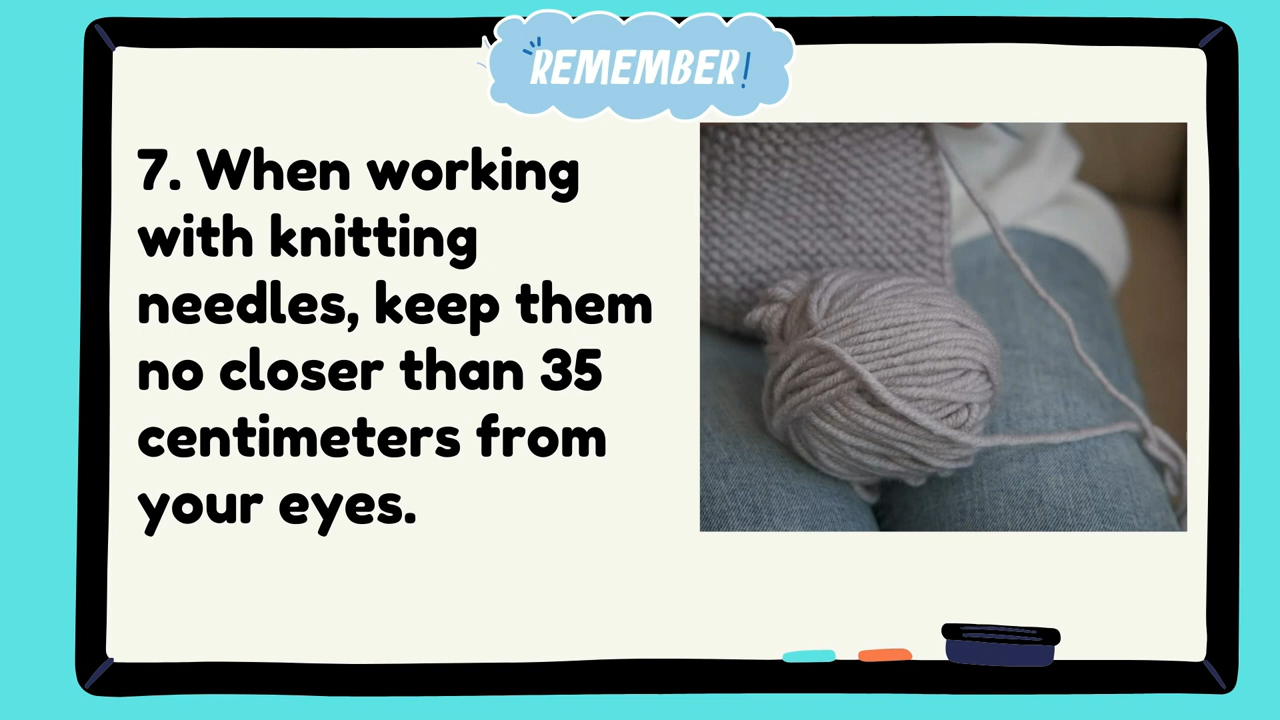 REMEMBER!
7. When working
with knitting
needles, keep them
no closer than 35
centimeters from
your eyes.